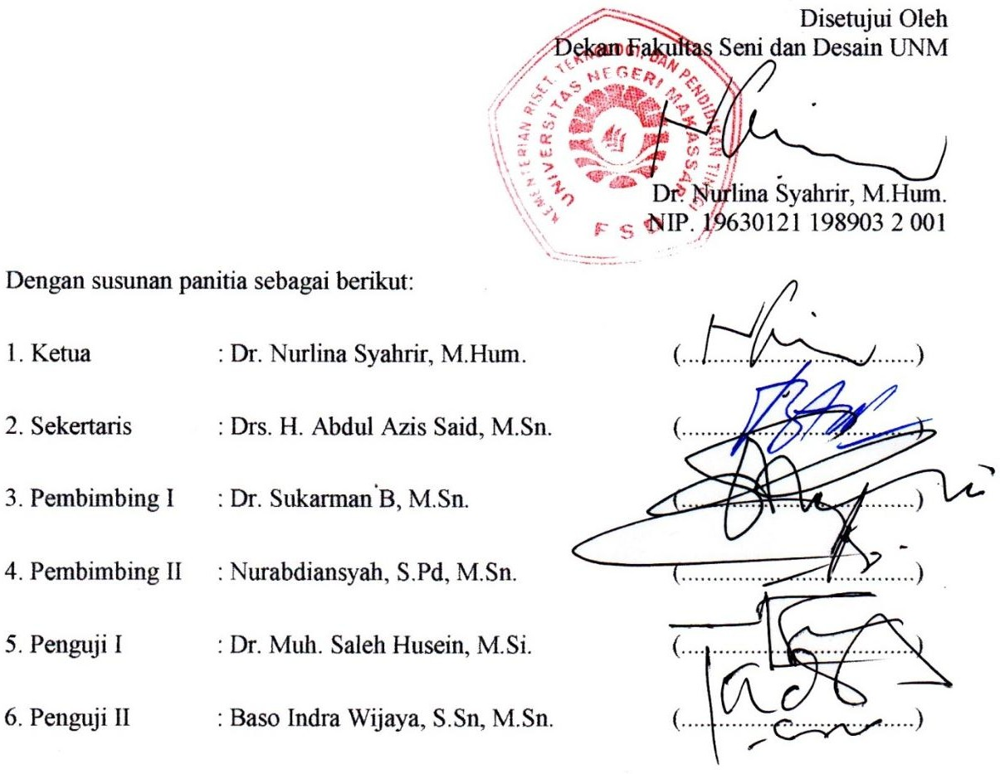 Disetujui Oleh
Dekan Fakultas Seni dan Desain UNM
KEMENTERIAN RISET, TEKNOLOGI, DAN PENDIDIKAN TINGGI
UNIVERSITAS NEGERI MAKASSAR
FSD
Dr. Nurlina Syahrir, M.Hum.
NIP. 19630121 198903 2 001
Dengan susunan panitia sebagai berikut:
1. Ketua : Dr. Nurlina Syahrir, M.Hum. (..............................)
2. Sekertaris : Drs. H. Abdul Azis Said, M.Sn. (..............................)
3. Pembimbing I : Dr. Sukarman B, M.Sn. (..............................)
4. Pembimbing II : Nurabdiansyah, S.Pd, M.Sn. (..............................)
5. Penguji I : Dr. Muh. Saleh Husein, M.Si. (..............................)
6. Penguji II : Baso Indra Wijaya, S.Sn, M.Sn. (..............................)